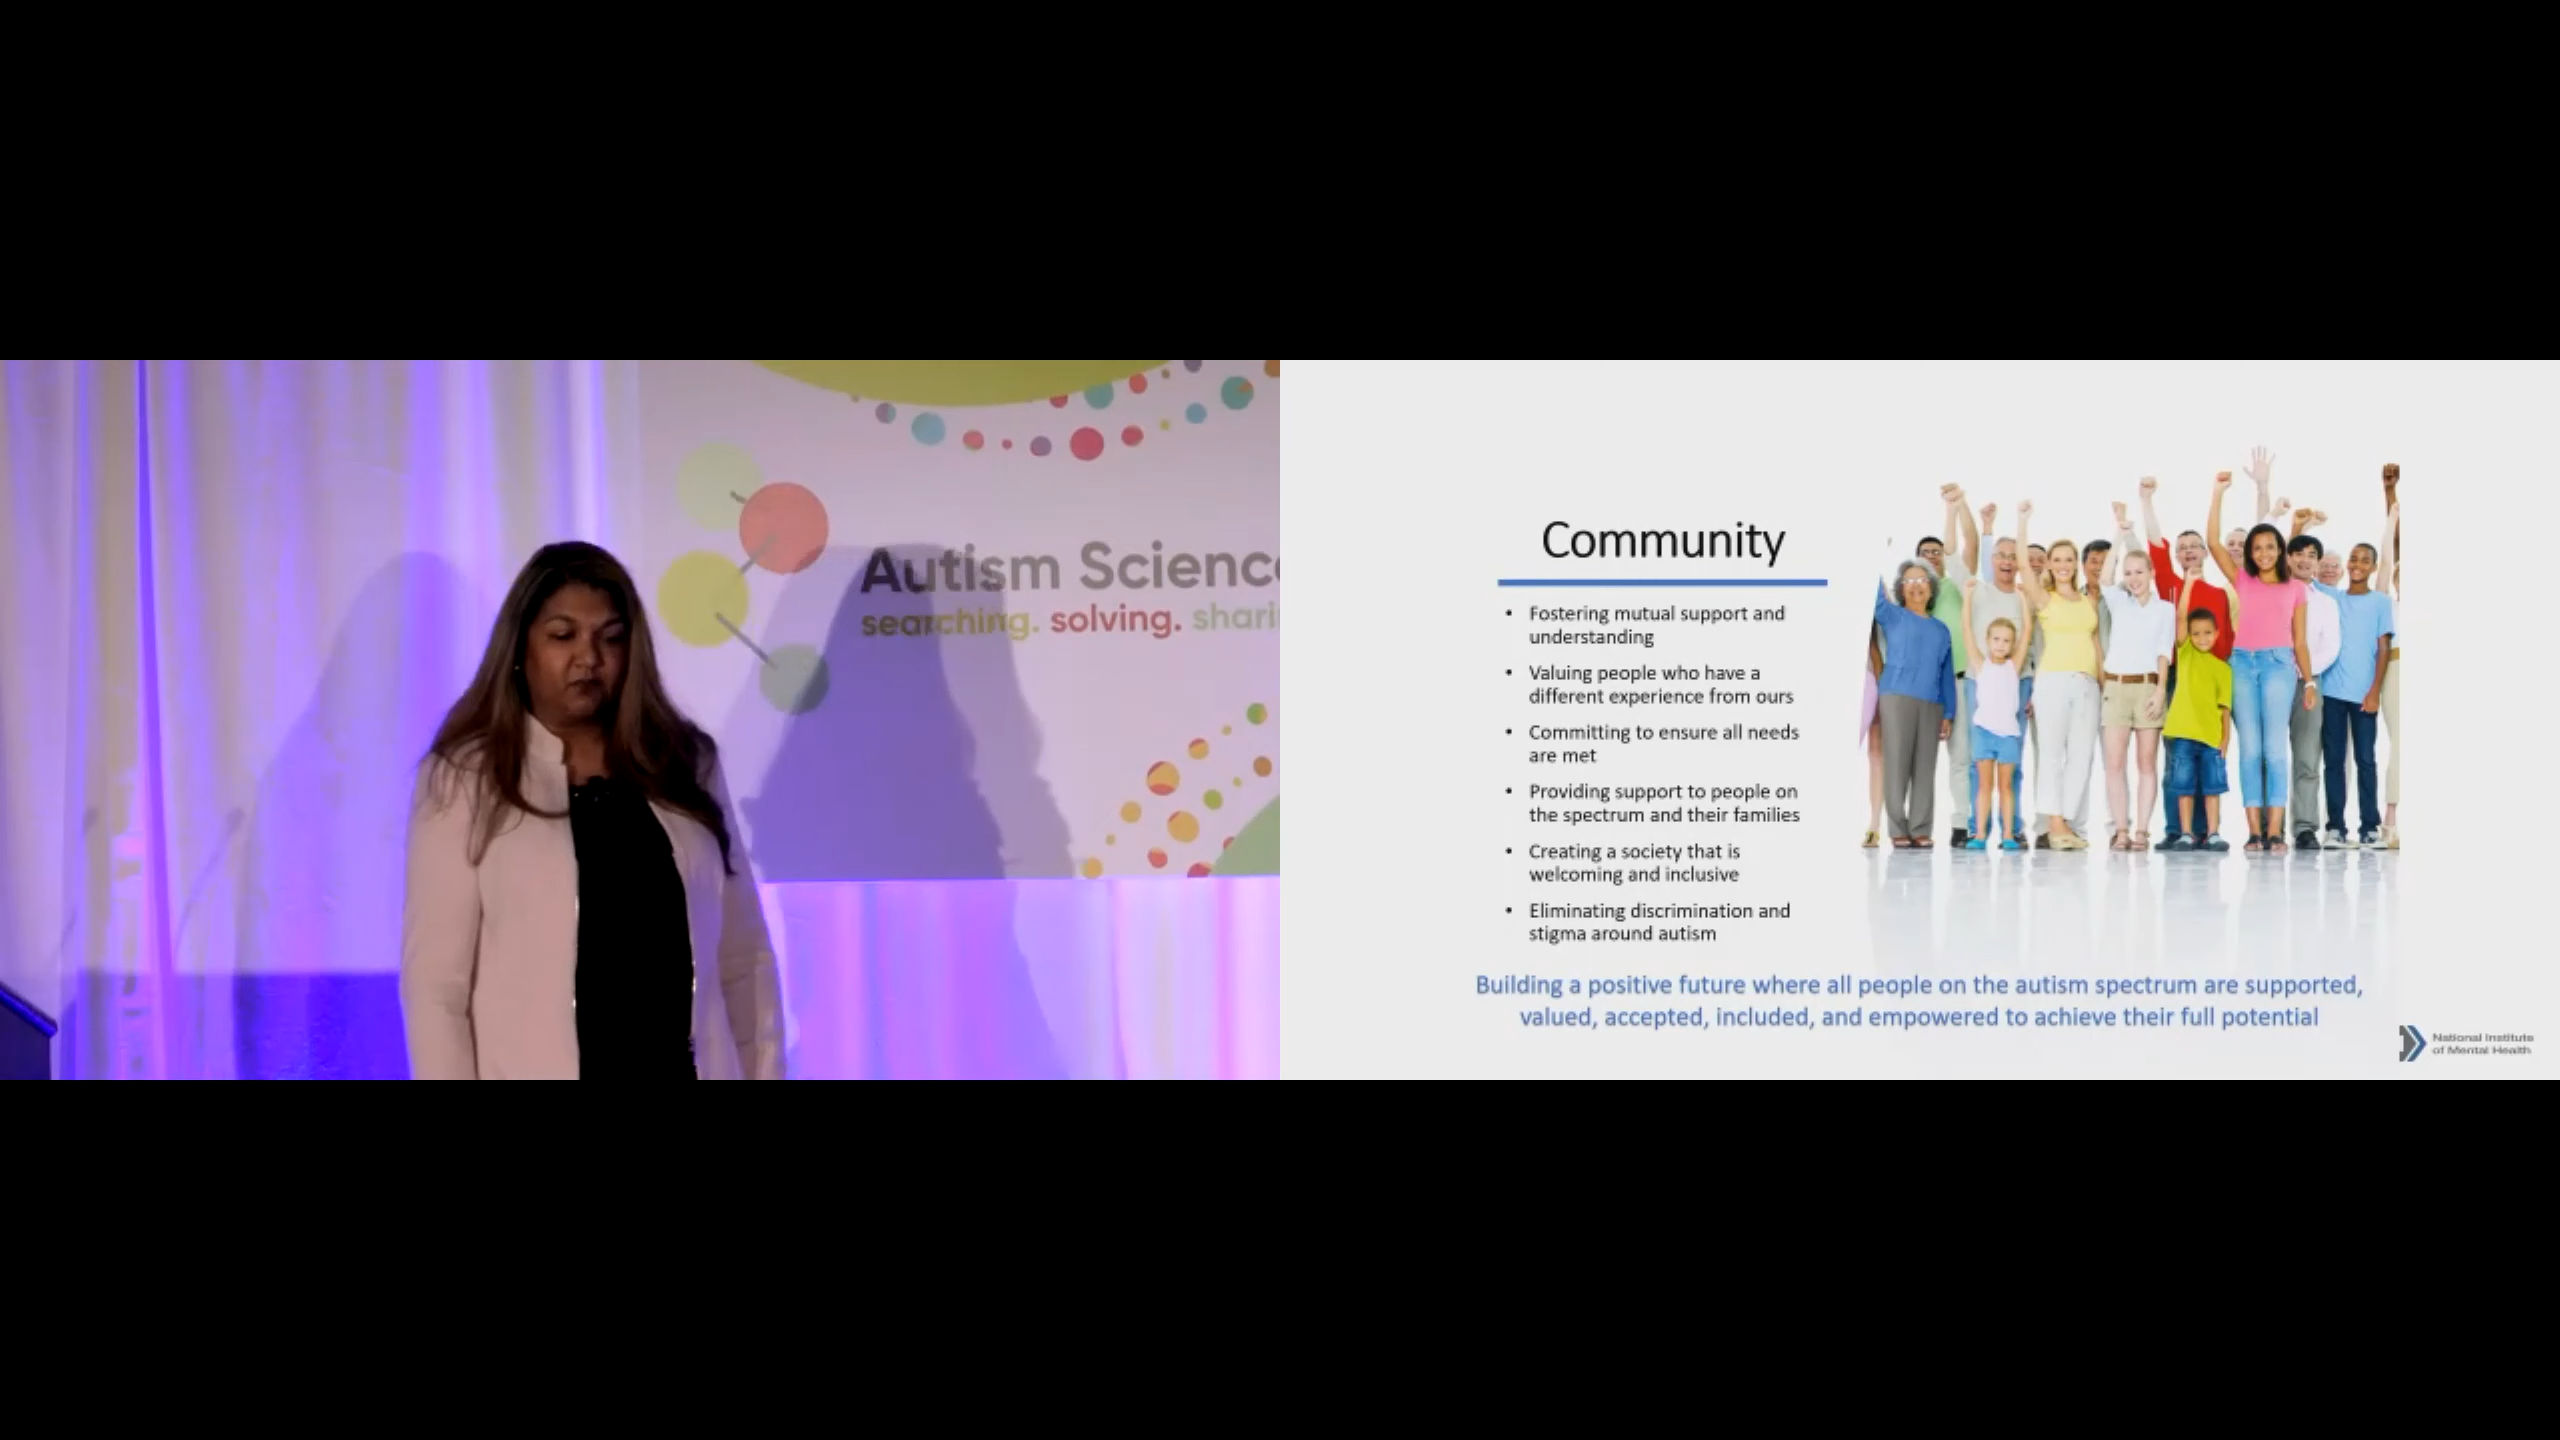 Autism Scienc
searching. solving. shari
Community
• Fostering mutual support and
understanding
• Valuing people who have a
different experience from ours
• Committing to ensure all needs
are met
• Providing support to people on
the spectrum and their families
• Creating a society that is
welcoming and inclusive
• Eliminating discrimination and
stigma around autism
Building a positive future where all people on the autism spectrum are supported,
valued, accepted, included, and empowered to achieve their full potential
National Institute
of Mental Health